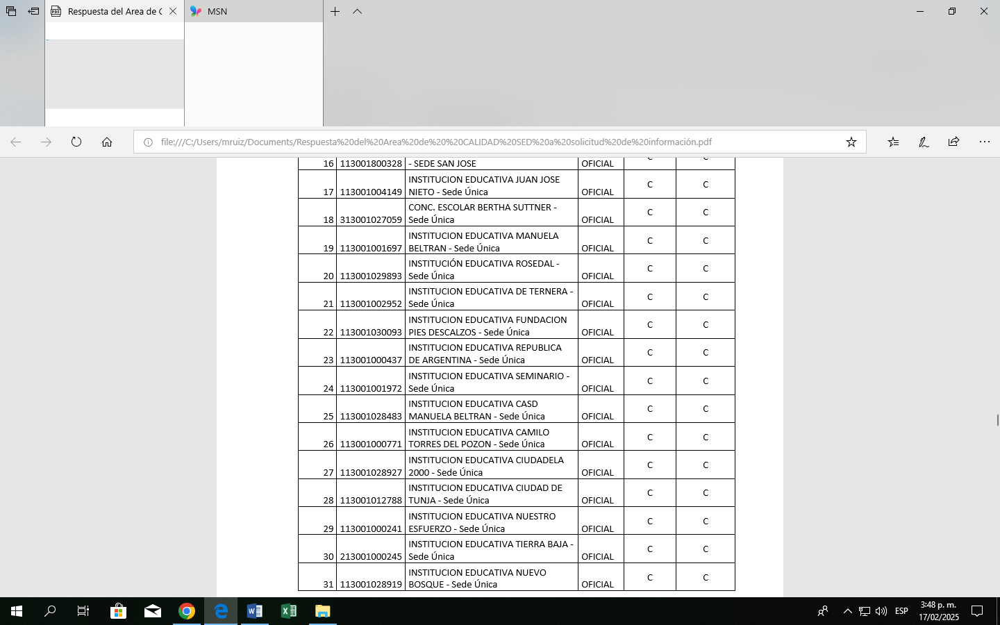 Respuesta del Area de C
MSN
file:///C:/Users/mruiz/Documents/Respuesta%20del%20Area%20de%20%20CALIDAD%20SED%20a%20solicitud%20de%20información.pdf
16 113001800328 - SEDE SAN JOSE OFICIAL C C
INSTITUCION EDUCATIVA JUAN JOSE
17 113001004149 NIETO - Sede Única OFICIAL C C
CONC. ESCOLAR BERTHA SUTTNER -
18 313001027059 Sede Única OFICIAL C C
INSTITUCION EDUCATIVA MANUELA
19 113001001697 BELTRAN - Sede Única OFICIAL C C
INSTITUCIÓN EDUCATIVA ROSEDAL -
20 113001029893 Sede Única OFICIAL C C
INSTITUCION EDUCATIVA DE TERNERA -
21 113001002952 Sede Única OFICIAL C C
INSTITUCION EDUCATIVA FUNDACION
22 113001030093 PIES DESCALZOS - Sede Única OFICIAL C C
INSTITUCION EDUCATIVA REPUBLICA
23 113001000437 DE ARGENTINA - Sede Única OFICIAL C C
INSTITUCION EDUCATIVA SEMINARIO -
24 113001001972 Sede Única OFICIAL C C
INSTITUCION EDUCATIVA CASD
25 113001028483 MANUELA BELTRAN - Sede Única OFICIAL C C
INSTITUCION EDUCATIVA CAMILO
26 113001000771 TORRES DEL POZON - Sede Única OFICIAL C C
INSTITUCION EDUCATIVA CIUDADELA
27 113001028927 2000 - Sede Única OFICIAL C C
INSTITUCION EDUCATIVA CIUDAD DE
28 113001012788 TUNJA - Sede Única OFICIAL C C
INSTITUCION EDUCATIVA NUESTRO
29 113001000241 ESFUERZO - Sede Única OFICIAL C C
INSTITUCION EDUCATIVA TIERRA BAJA -
30 213001000245 Sede Única OFICIAL C C
INSTITUCION EDUCATIVA NUEVO
31 113001028919 BOSQUE - Sede Única OFICIAL C C
ESP
3:48 p. m.
17/02/2025